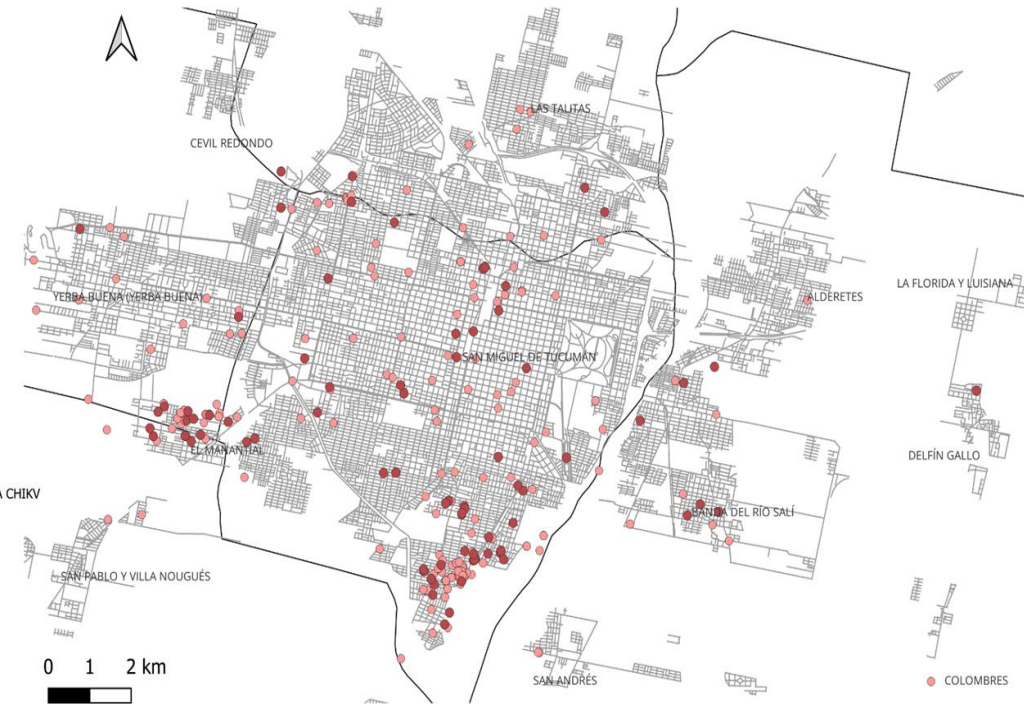 LAS TALITAS
CEVIL REDONDO
LA FLORIDA Y LUISIANA
YERBA BUENA (YERBA BUENA)
ALDERETES
SAN MIGUEL DE TUCUMÁN
EL MANANTIAL
DELFÍN GALLO
A CHIKV
BANDA DEL RÍO SALÍ
SAN PABLO Y VILLA NOUGUÉS
0 1 2 km
SAN ANDRÉS
COLOMBRES